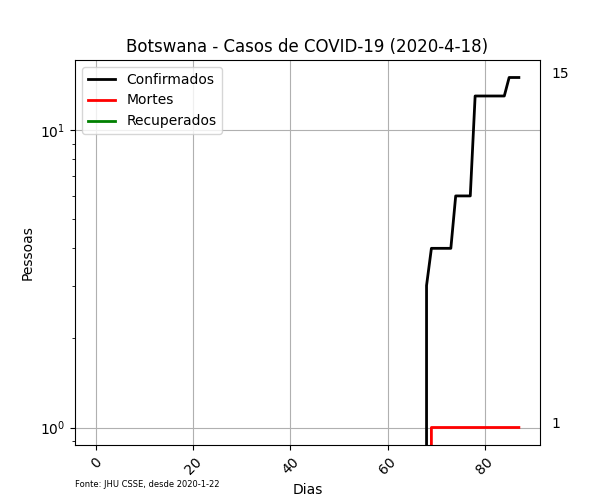 Botswana - Casos de COVID-19 (2020-4-18)
Confirmados
Mortes
Recuperados
15
10¹
Pessoas
10⁰
1
0 20 40 60 80
Fonte: JHU CSSE, desde 2020-1-22
Dias